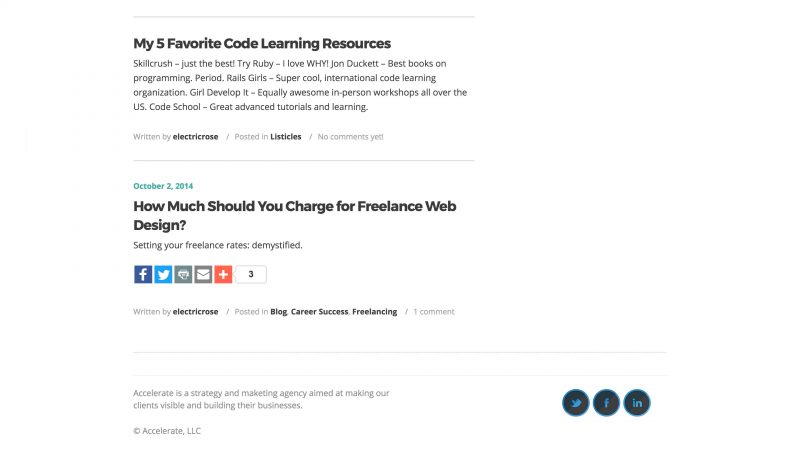 My 5 Favorite Code Learning Resources
Skillcrush – just the best! Try Ruby – I love WHY! Jon Duckett – Best books on
programming. Period. Rails Girls – Super cool, international code learning
organization. Girl Develop It – Equally awesome in-person workshops all over the
US. Code School – Great advanced tutorials and learning.
Written by electricrose / Posted in Listicles / No comments yet!
October 2, 2014
How Much Should You Charge for Freelance Web
Design?
Setting your freelance rates: demystified.
3
Written by electricrose / Posted in Blog, Career Success, Freelancing / 1 comment
Accelerate is a strategy and maketing agency aimed at making our
clients visible and building their businesses.
© Accelerate, LLC